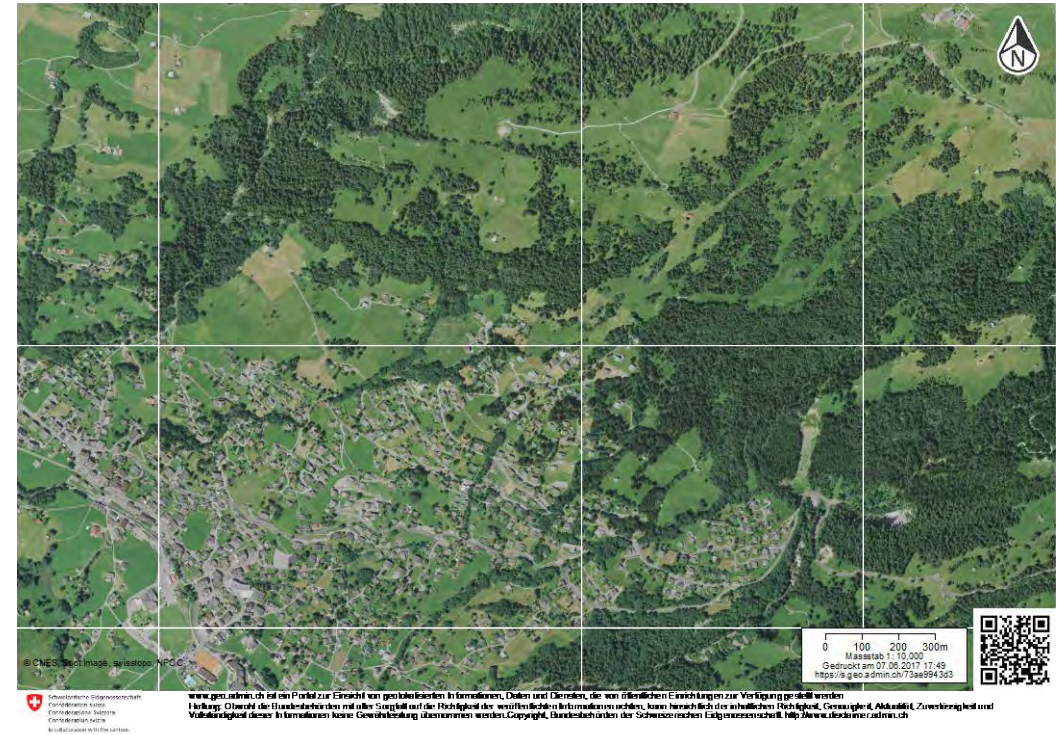 N
© CNES, Spot Image, swisstopo, NPOC
0 100 200 300m
Massstab 1: 10,000
Gedruckt am 07.06.2017 17:49
https://s.geo.admin.ch/73ae9943d3
Schweizerische Eidgenossenschaft
Confédération suisse
Confederazione Svizzera
Confederaziun svizra
In collaboration with the cantons
www.geo.admin.ch ist ein Portal zur Einsicht von geolokalisierten Informationen, Daten und Diensten, die von öffentlichen Einrichtungen zur Verfügung gestellt werden
Haftung: Obwohl die Bundesbehörden mit aller Sorgfalt auf die Richtigkeit der veröffentlichten Informationen achten, kann hinsichtlich der inhaltlichen Richtigkeit, Genauigkeit, Aktualität, Zuverlässigkeit und
Vollständigkeit dieser Informationen keine Gewährleistung übernommen werden.Copyright, Bundesbehörden der Schweizerischen Eidgenossenschaft. http://www.disclaimer.admin.ch